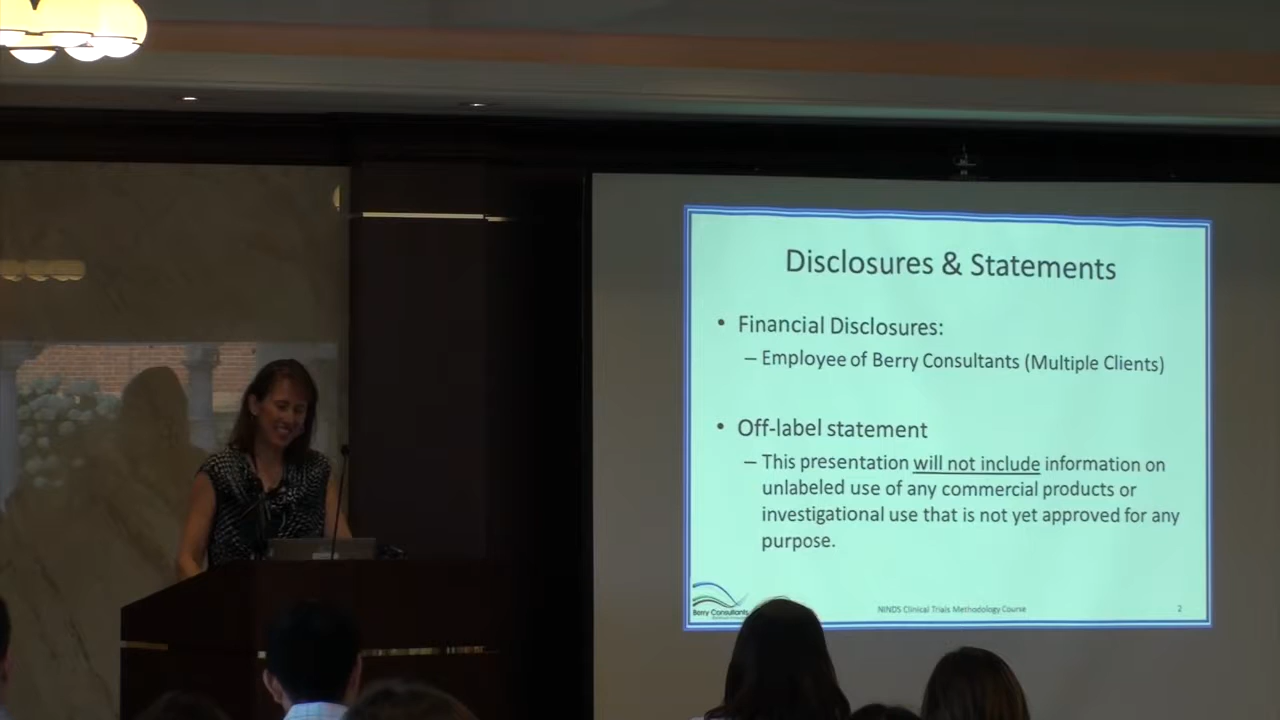 Disclosures & Statements
• Financial Disclosures:
– Employee of Berry Consultants (Multiple Clients)
• Off-label statement
– This presentation will not include information on
unlabeled use of any commercial products or
investigational use that is not yet approved for any
purpose.
Berry Consultants
NINDS Clinical Trials Methodology Course
2